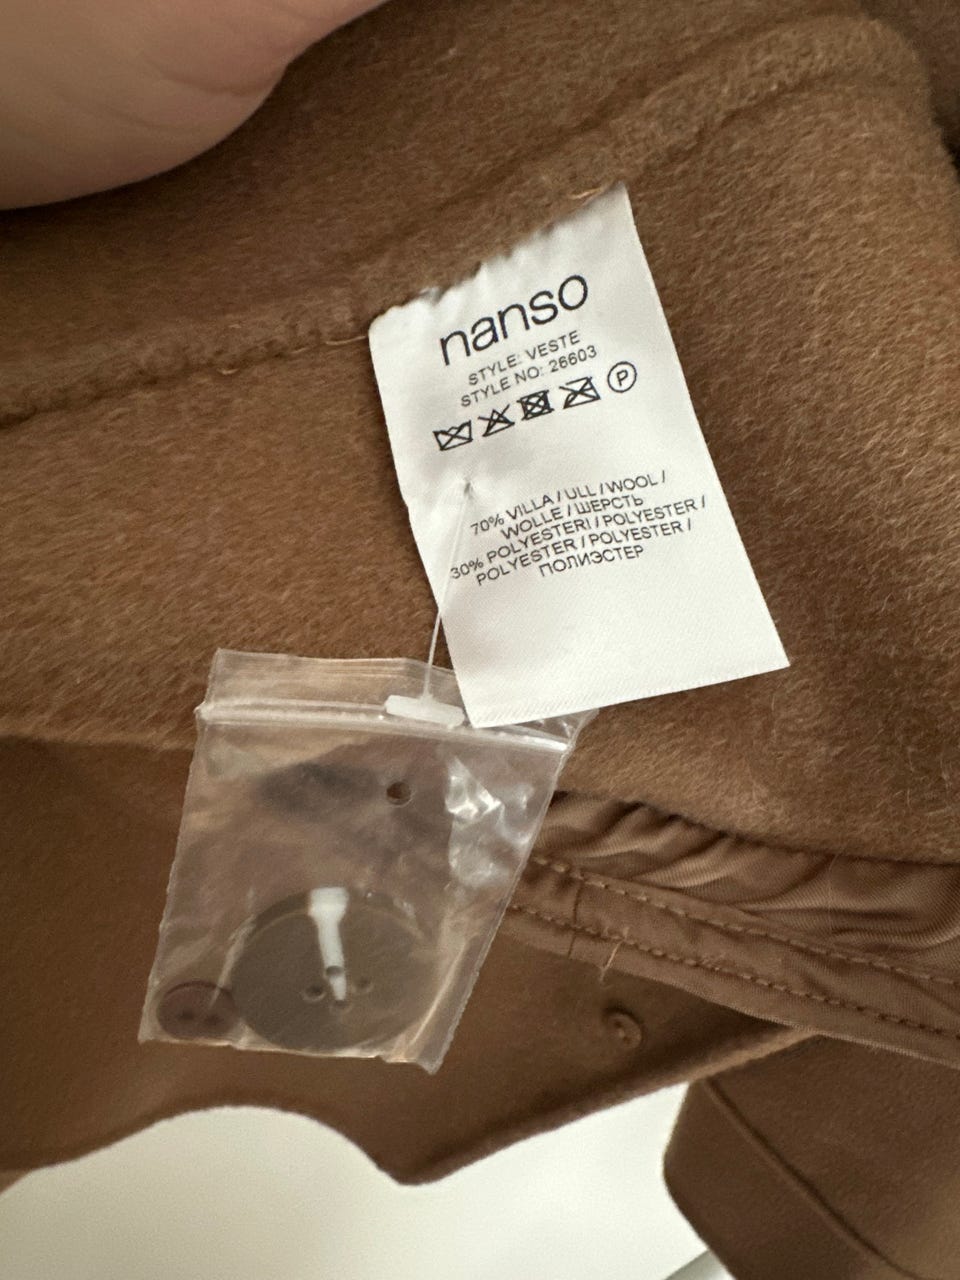 nanso
STYLE: VESTE
STYLE NO: 26603
P
70% VILLA / ULL / WOOL /
WOLLE / ШЕРСТЬ
30% POLYESTERI / POLYESTER /
POLYESTER / POLYESTER /
ПОЛИЭСТЕР